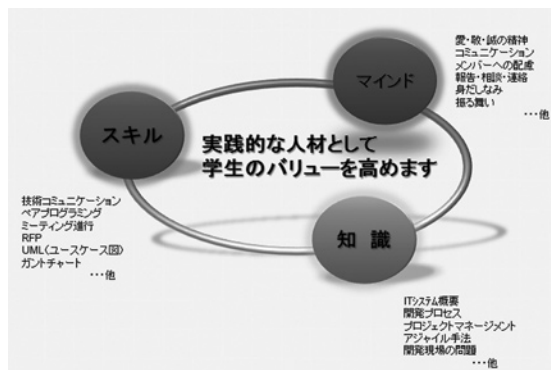 愛・敬・誠の精神
コミュニケーション
メンバーへの配慮
報告・相談・連絡
身だしなみ
振る舞い
・・・他
マインド
スキル
実践的な人材として
学生のバリューを高めます
技術コミュニケーション
ペアプログラミング
ミーティング進行
RFP
UML(ユースケース図)
ガントチャート
・・・他
知 識
ITシステム概要
開発プロセス
プロジェクトマネージメント
アジャイル手法
開発現場の問題
・・・他